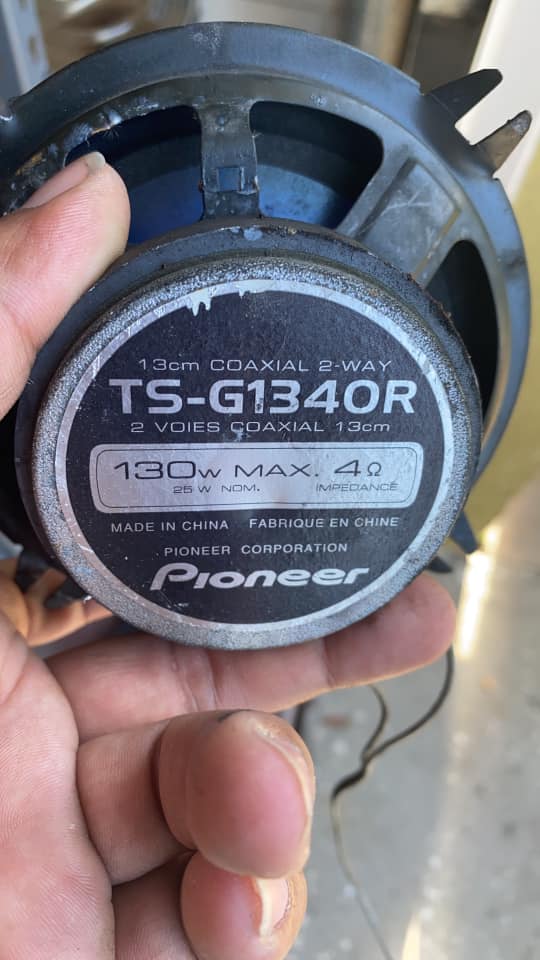 13cm COAXIAL 2-WAY
TS-G1340R
2 VOIES COAXIAL 13cm
130W MAX. 4Ω
25 W NOM. IMPEDANCE
MADE IN CHINA FABRIQUE EN CHINE
PIONEER CORPORATION
Pioneer